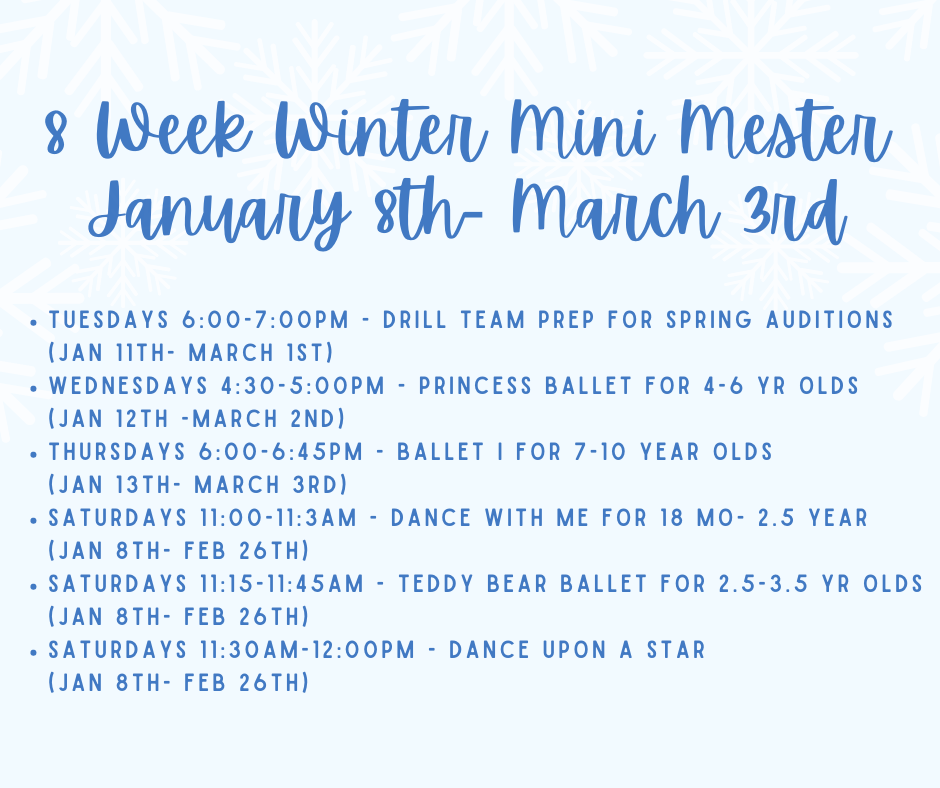 8 Week Winter Mini Mester
January 8th- March 3rd
• TUESDAYS 6:00-7:00PM - DRILL TEAM PREP FOR SPRING AUDITIONS
(JAN 11TH- MARCH 1ST)
• WEDNESDAYS 4:30-5:00PM - PRINCESS BALLET FOR 4-6 YR OLDS
(JAN 12TH -MARCH 2ND)
• THURSDAYS 6:00-6:45PM - BALLET I FOR 7-10 YEAR OLDS
(JAN 13TH- MARCH 3RD)
• SATURDAYS 11:00-11:3AM - DANCE WITH ME FOR 18 MO- 2.5 YEAR
(JAN 8TH- FEB 26TH)
• SATURDAYS 11:15-11:45AM - TEDDY BEAR BALLET FOR 2.5-3.5 YR OLDS
(JAN 8TH- FEB 26TH)
• SATURDAYS 11:30AM-12:00PM - DANCE UPON A STAR
(JAN 8TH- FEB 26TH)